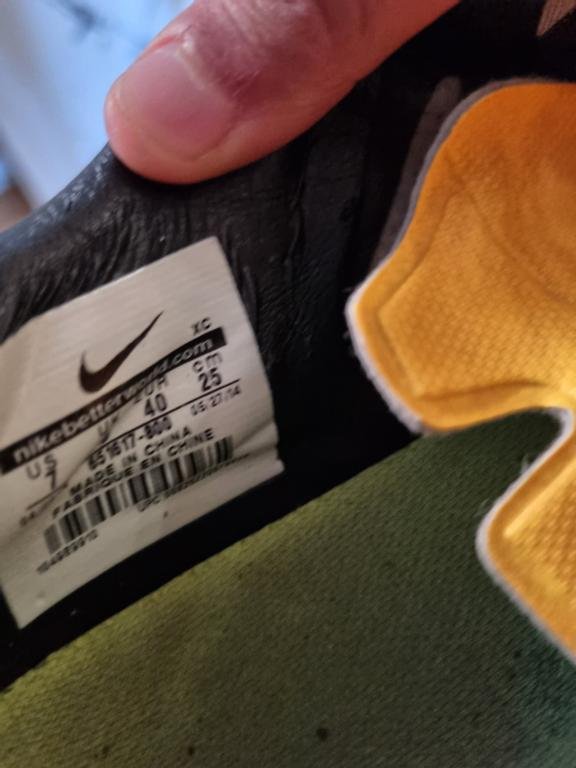 XC
nikebetterworld.com
US UK EUR cm
7 40 25
651617-800 05/27/14
MADE IN CHINA
FABRIQUE EN CHINE
UPC